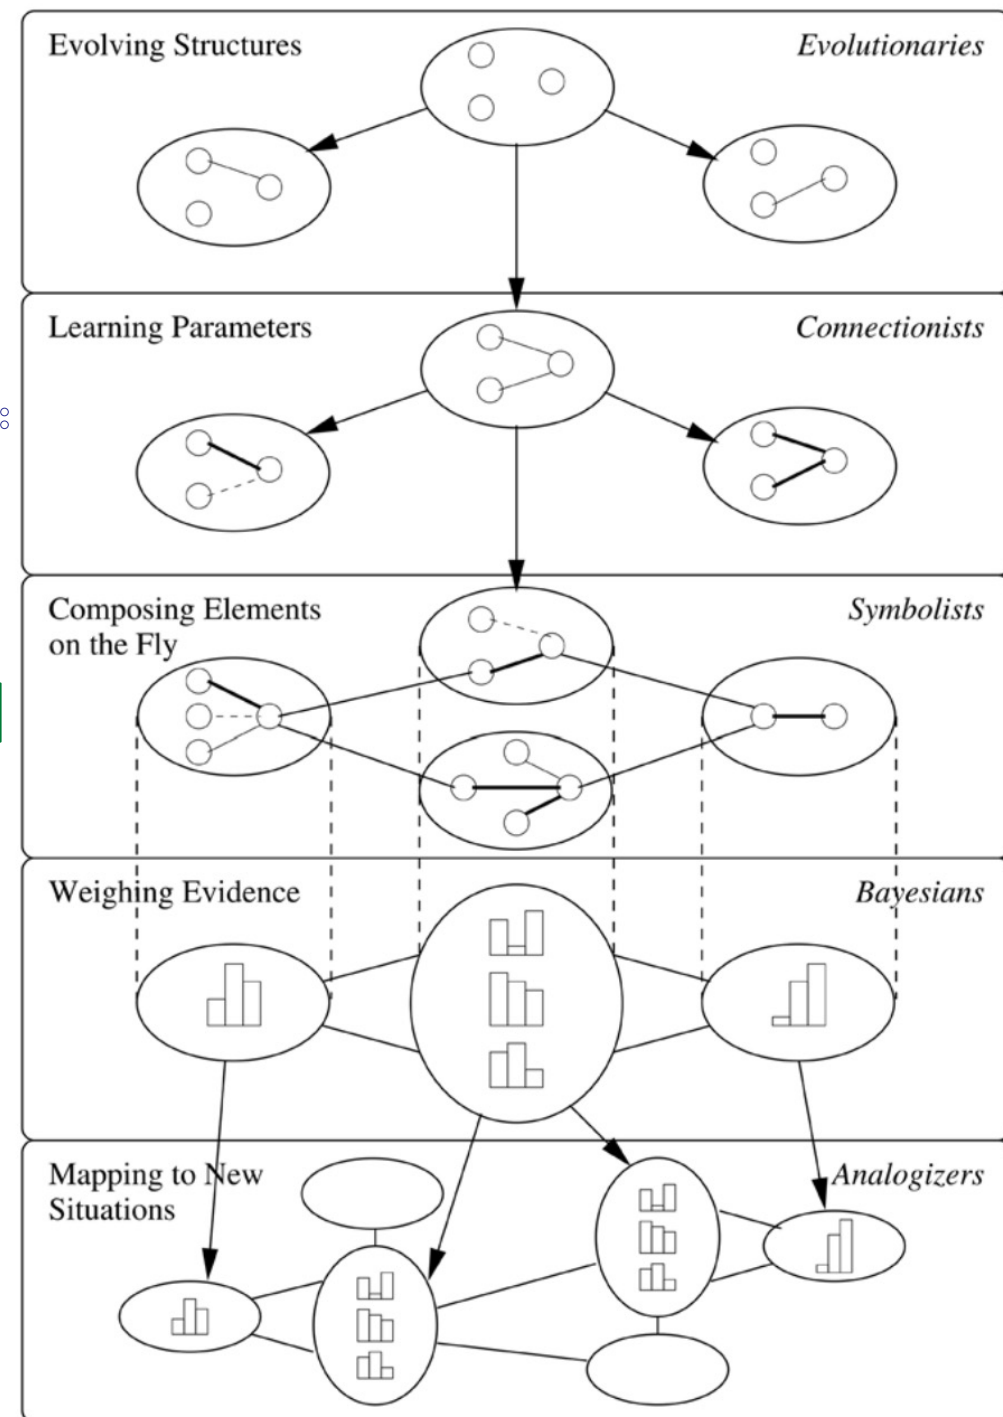 Evolving Structures
Evolutionaries
Learning Parameters
Connectionists
Composing Elements
on the Fly
Symbolists
Weighing Evidence
Bayesians
Mapping to New
Situations
Analogizers